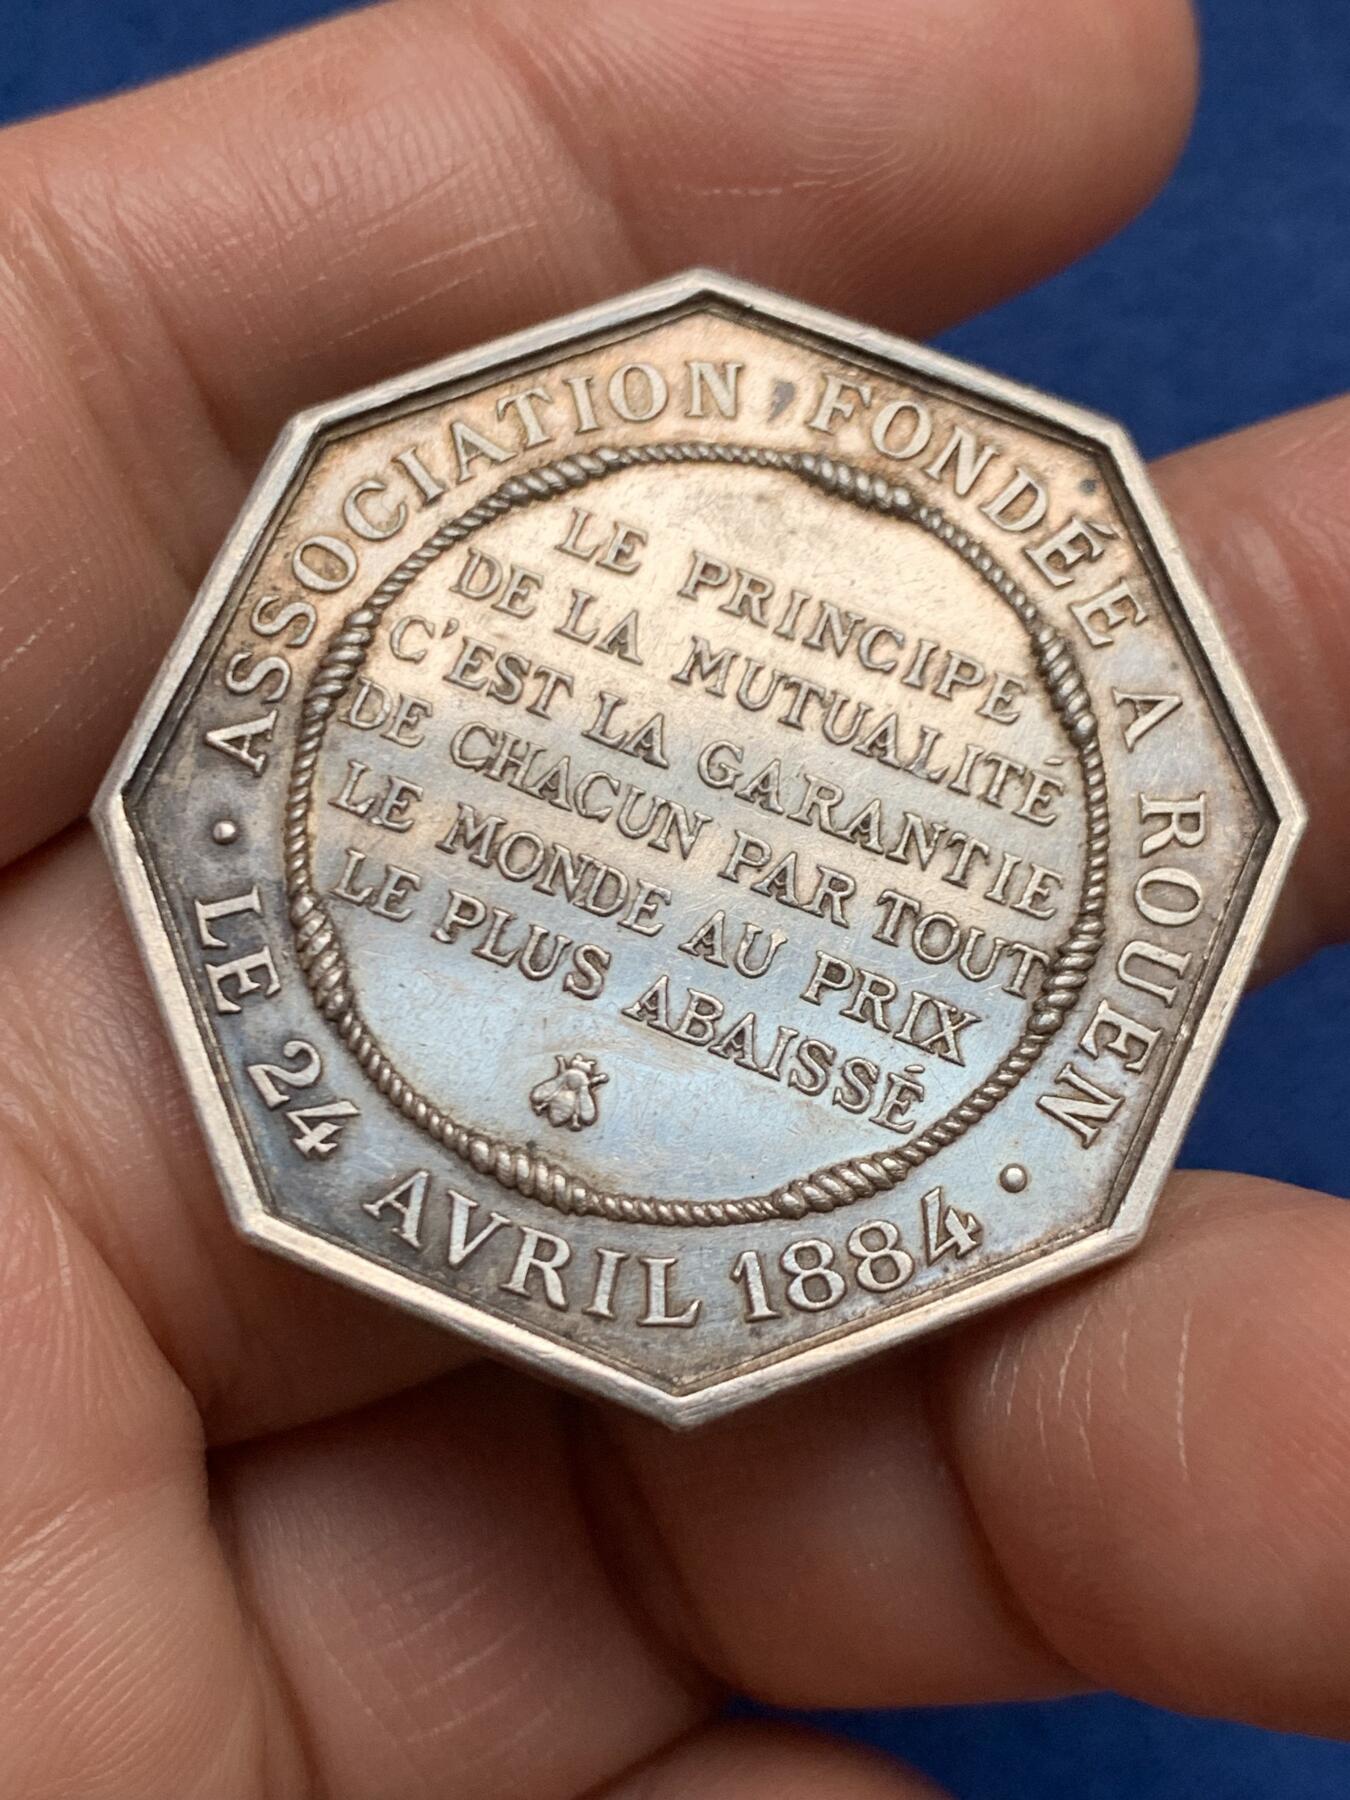 ASSOCIATION, FONDÉE A ROUEN
LE PRINCIPE
DE LA MUTUALITÉ
C'EST LA GARANTIE
DE CHACUN PAR TOUT
LE MONDE AU PRIX
LE PLUS ABAISSÉ
• LE 24 AVRIL 1884 •